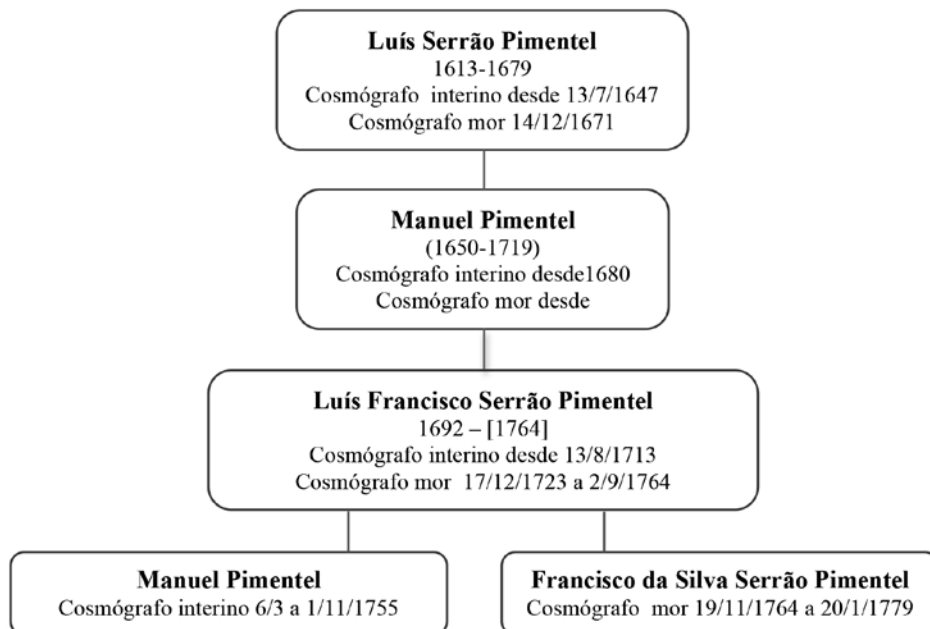 Luís Serrão Pimentel
1613-1679
Cosmógrafo interino desde 13/7/1647
Cosmógrafo mor 14/12/1671
Manuel Pimentel
(1650-1719)
Cosmógrafo interino desde1680
Cosmógrafo mor desde
Luís Francisco Serrão Pimentel
1692 – [1764]
Cosmógrafo interino desde 13/8/1713
Cosmógrafo mor 17/12/1723 a 2/9/1764
Manuel Pimentel
Cosmógrafo interino 6/3 a 1/11/1755
Francisco da Silva Serrão Pimentel
Cosmógrafo mor 19/11/1764 a 20/1/1779